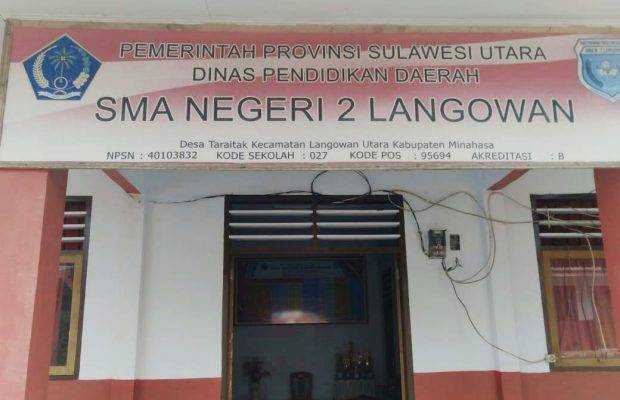 PEMERINTAH PROVINSI SULAWESI UTARA
DINAS PENDIDIKAN DAERAH
SMA NEGERI 2 LANGOWAN
Desa Taraitak Kecamatan Langowan Utara Kabupaten Minahasa
NPSN : 40103832 KODE SEKOLAH : 027 KODE POS : 95694 AKREDITASI : B